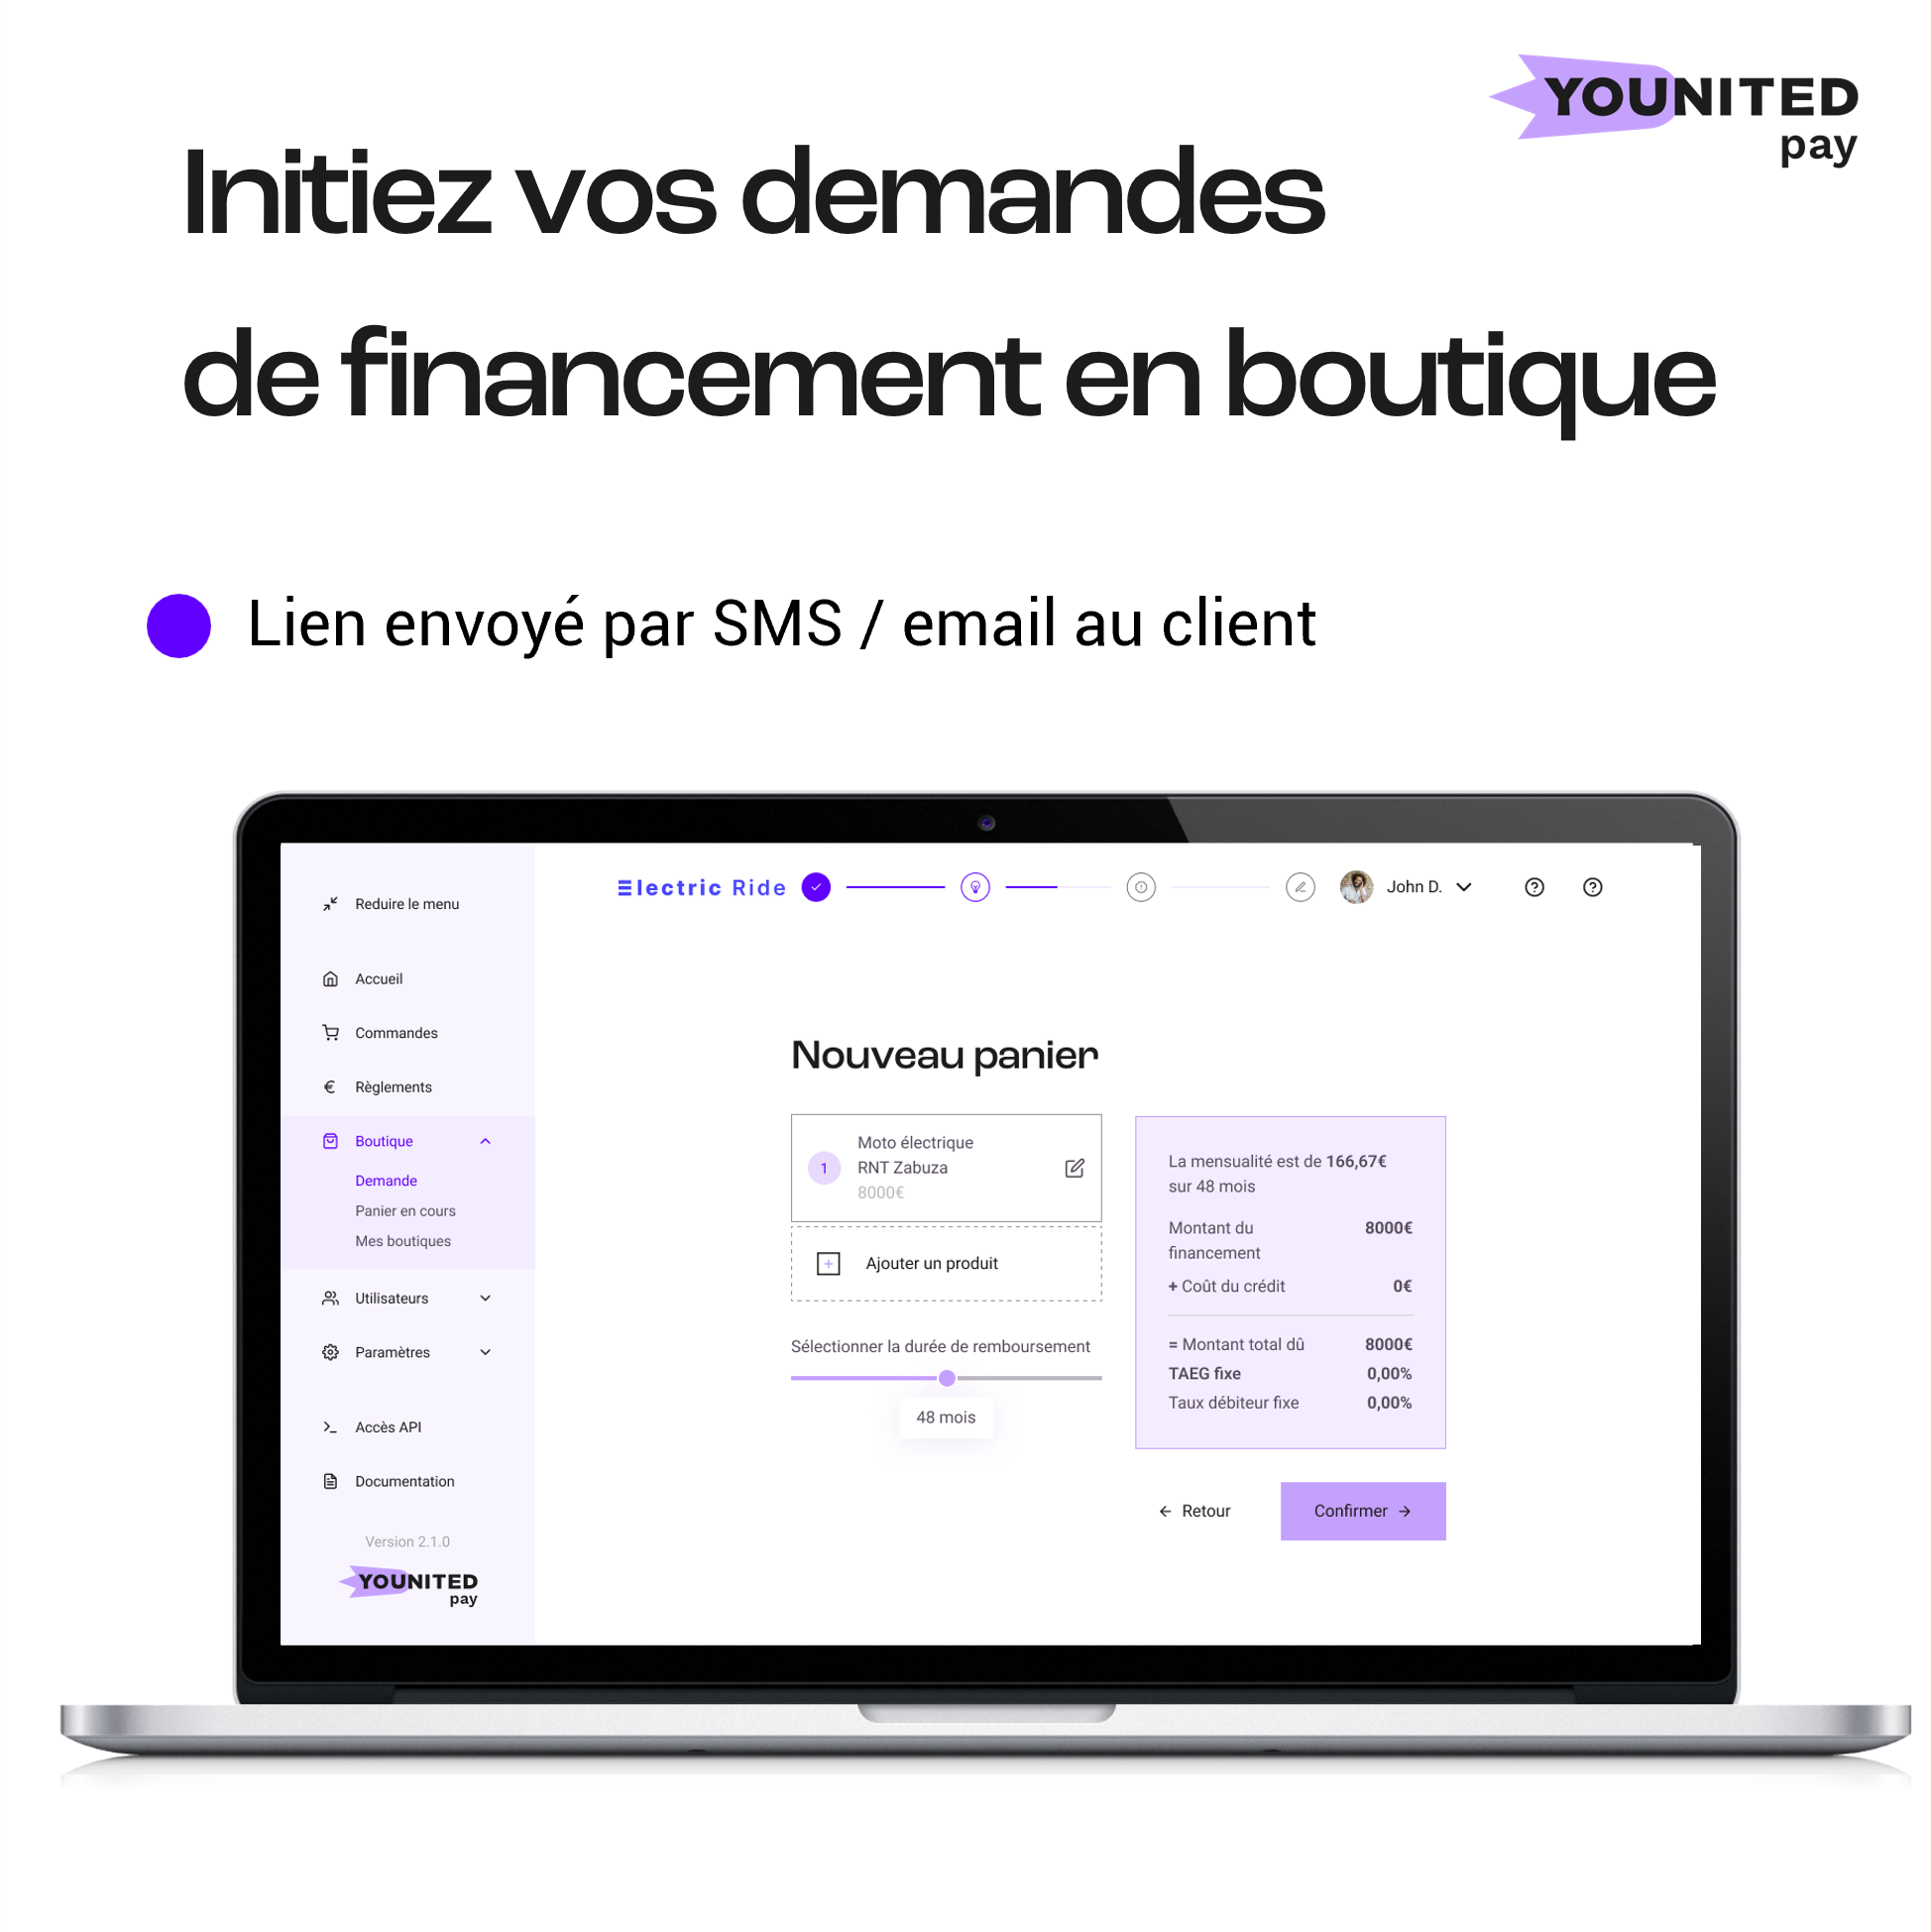 YOUNITED
pay
Initiez vos demandes
de financement en boutique
Lien envoyé par SMS / email au client
Reduire le menu
Accueil
Commandes
€ Règlements
Boutique
Demande
Panier en cours
Mes boutiques
Utilisateurs
Paramètres
Accès API
Documentation
Version 2.1.0
YOUNITED
pay
Electric Ride
John D.
Nouveau panier
1
Moto électrique
RNT Zabuza
8000€
Ajouter un produit
Sélectionner la durée de remboursement
48 mois
La mensualité est de 166,67€
sur 48 mois
Montant du 8000€
financement
+ Coût du crédit 0€
= Montant total dû 8000€
TAEG fixe 0,00%
Taux débiteur fixe 0,00%
← Retour
Confirmer →